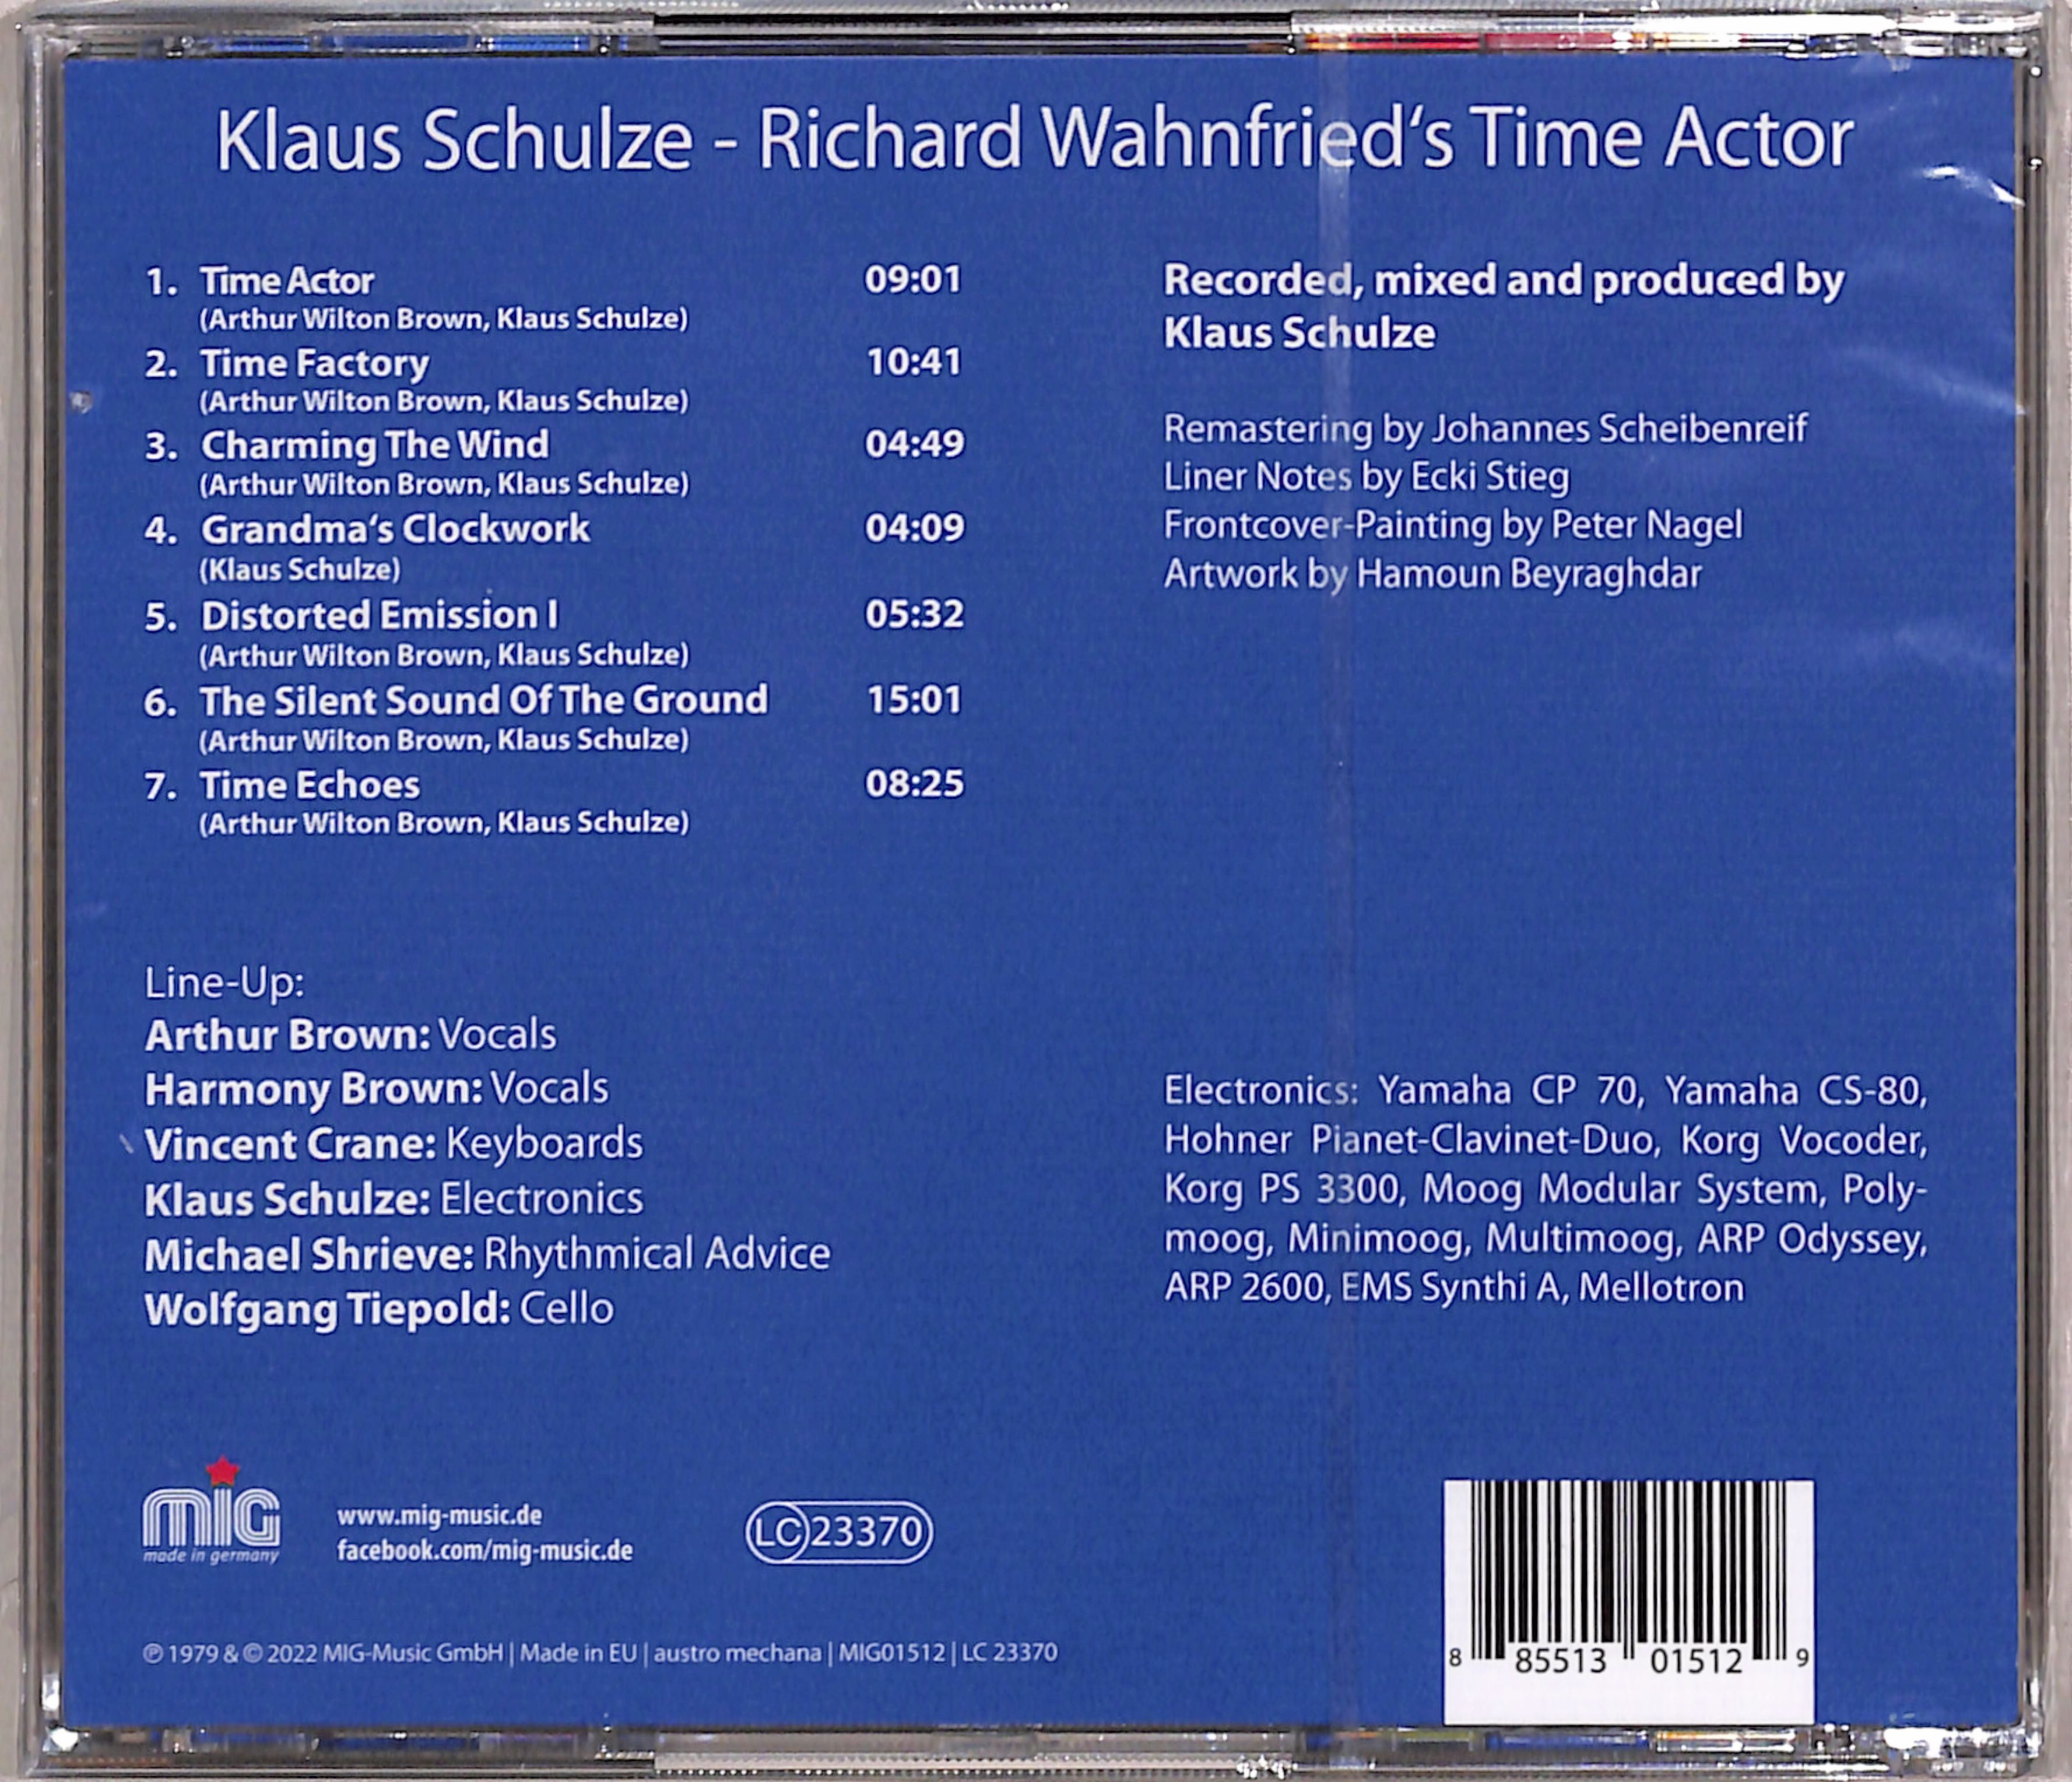 Klaus Schulze - Richard Wahnfried‘s Time Actor
1. Time Actor 09:01
(Arthur Wilton Brown, Klaus Schulze)
2. Time Factory 10:41
(Arthur Wilton Brown, Klaus Schulze)
3. Charming The Wind 04:49
(Arthur Wilton Brown, Klaus Schulze)
4. Grandma‘s Clockwork 04:09
(Klaus Schulze)
5. Distorted Emission I 05:32
(Arthur Wilton Brown, Klaus Schulze)
6. The Silent Sound Of The Ground 15:01
(Arthur Wilton Brown, Klaus Schulze)
7. Time Echoes 08:25
(Arthur Wilton Brown, Klaus Schulze)
Recorded, mixed and produced by
Klaus Schulze
Remastering by Johannes Scheibenreif
Liner Notes by Ecki Stieg
Frontcover-Painting by Peter Nagel
Artwork by Hamoun Beyraghdar
Line-Up:
Arthur Brown: Vocals
Harmony Brown: Vocals
Vincent Crane: Keyboards
Klaus Schulze: Electronics
Michael Shrieve: Rhythmical Advice
Wolfgang Tiepold: Cello
Electronics: Yamaha CP 70, Yamaha CS-80,
Hohner Pianet-Clavinet-Duo, Korg Vocoder,
Korg PS 3300, Moog Modular System, Poly-
moog, Minimoog, Multimoog, ARP Odyssey,
ARP 2600, EMS Synthi A, Mellotron
MIG
made in germany
www.mig-music.de
facebook.com/mig-music.de
LC 23370
℗ 1979 & © 2022 MIG-Music GmbH | Made in EU | austro mechana | MIG01512 | LC 23370
8 85513 01512 9